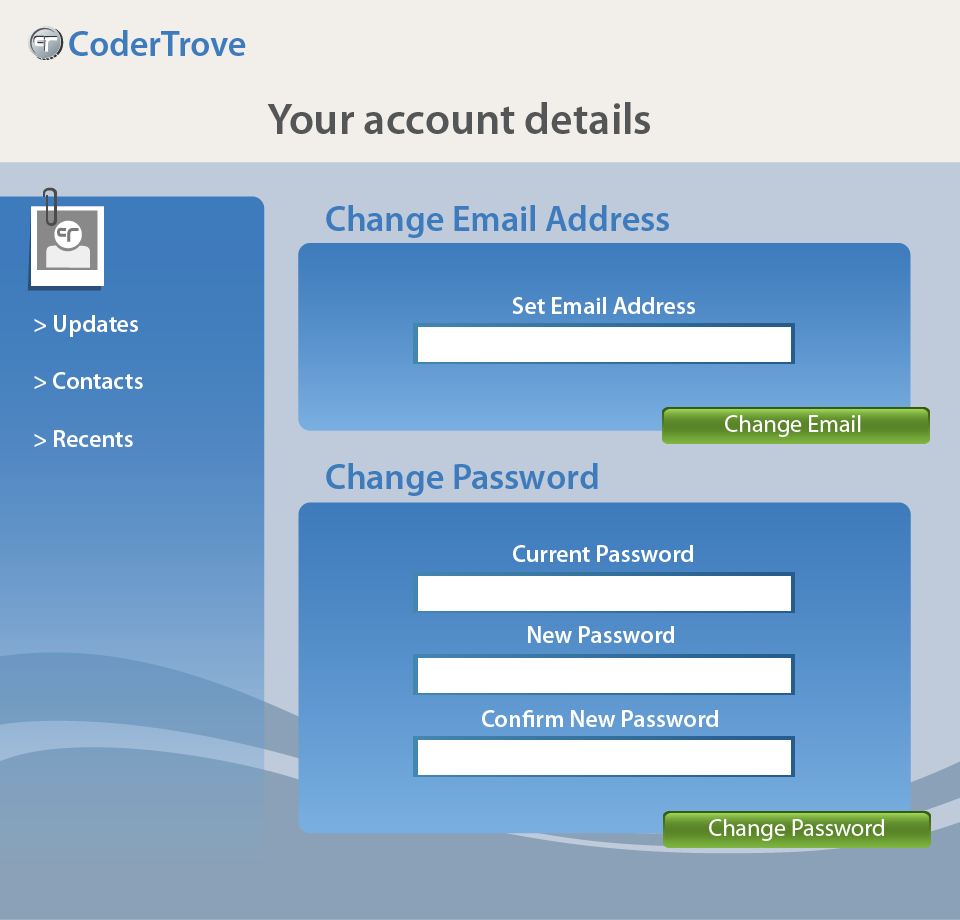 CoderTrove
Your account details
> Updates
> Contacts
> Recents
Change Email Address
Set Email Address
Change Email
Change Password
Current Password
New Password
Confirm New Password
Change Password